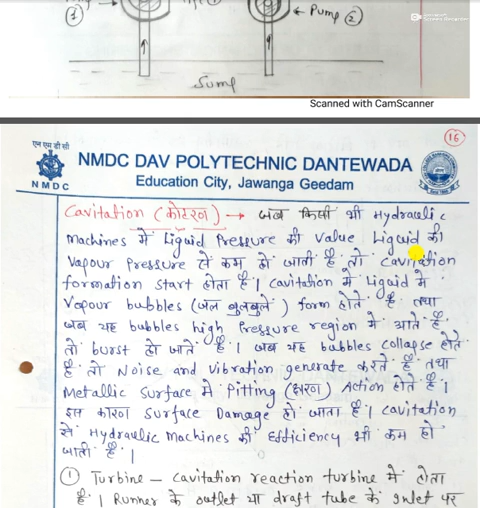 ①
← Pump ②
Sump
Scanned with CamScanner
16
एन एम डी सी
NMDC
NMDC DAV POLYTECHNIC DANTEWADA
Education City, Jawanga Geedam
Cavitation (कोटरण) → जब किसी भी Hydraulic
machines में Liquid Pressure की value Liquid की
Vapour Pressure से कम हो जाती है, तो Cavitation
formation start होता है। Cavitation में Liquid में
Vapour bubbles (जल बुलबुले) form होते हैं तथा
जब यह bubbles high Pressure region में आते हैं
तो burst हो जाते हैं। जब यह bubbles collapse होते
हैं तो Noise and Vibration generate करते हैं तथा
Metallic Surface में Pitting (क्षरण) Action होते हैं।
इस कारण Surface Damage हो जाता है। Cavitation
से Hydraulic Machines की Efficiency भी कम हो
जाती है।
① Turbine – Cavitation reaction turbine में होता
है। Runner के outlet या draft tube के Inlet पर